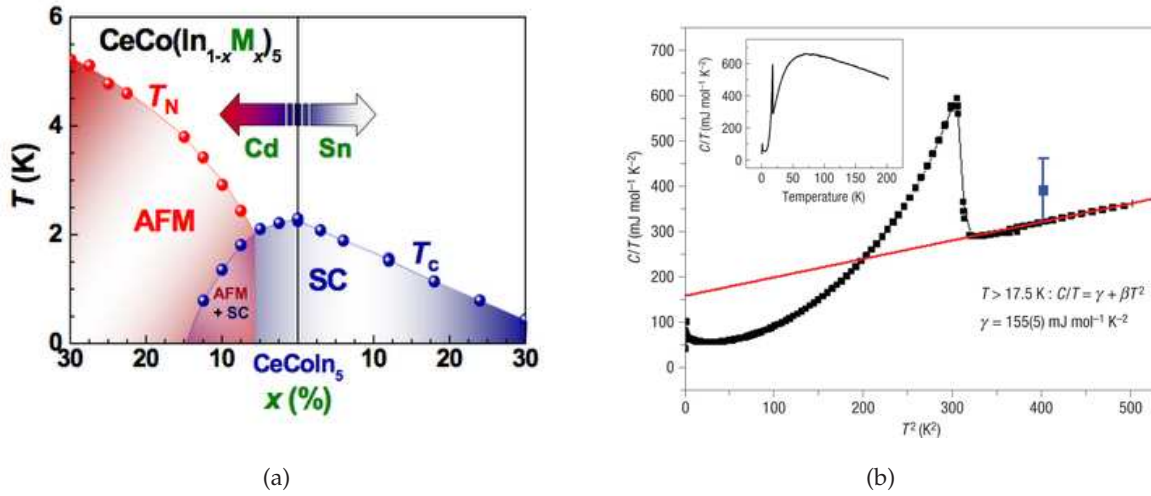 6
4
2
0
T (K)
CeCo(In₁₋ₓMₓ)₅
T_N
Cd
Sn
AFM
AFM
+ SC
SC
T_c
30
20
10
CeCoIn₅
10
20
30
x (%)
(a)
b
700
600
500
400
300
200
100
0
C/T (mJ mol⁻¹ K⁻²)
600
400
200
0
C/T (mJ mol⁻¹ K⁻²)
0
50
100
150
200
Temperature (K)
T > 17.5 K : C/T = γ + βT²
γ = 155(5) mJ mol⁻¹ K⁻²
0
100
200
300
400
500
T² (K²)
(b)